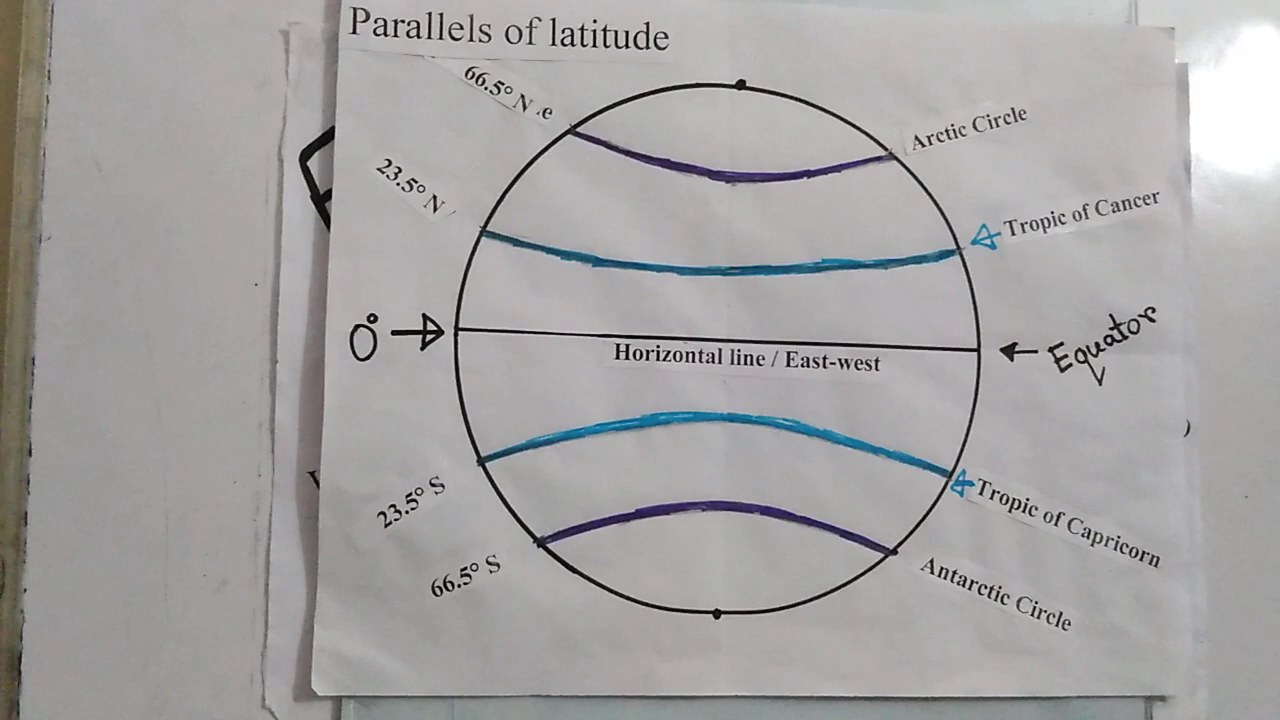 Parallels of latitude
66.5° N .e
Arctic Circle
23.5° N
Tropic of Cancer
0°
Equator
Horizontal line / East-west
23.5° S
Tropic of Capricorn
66.5° S
Antarctic Circle